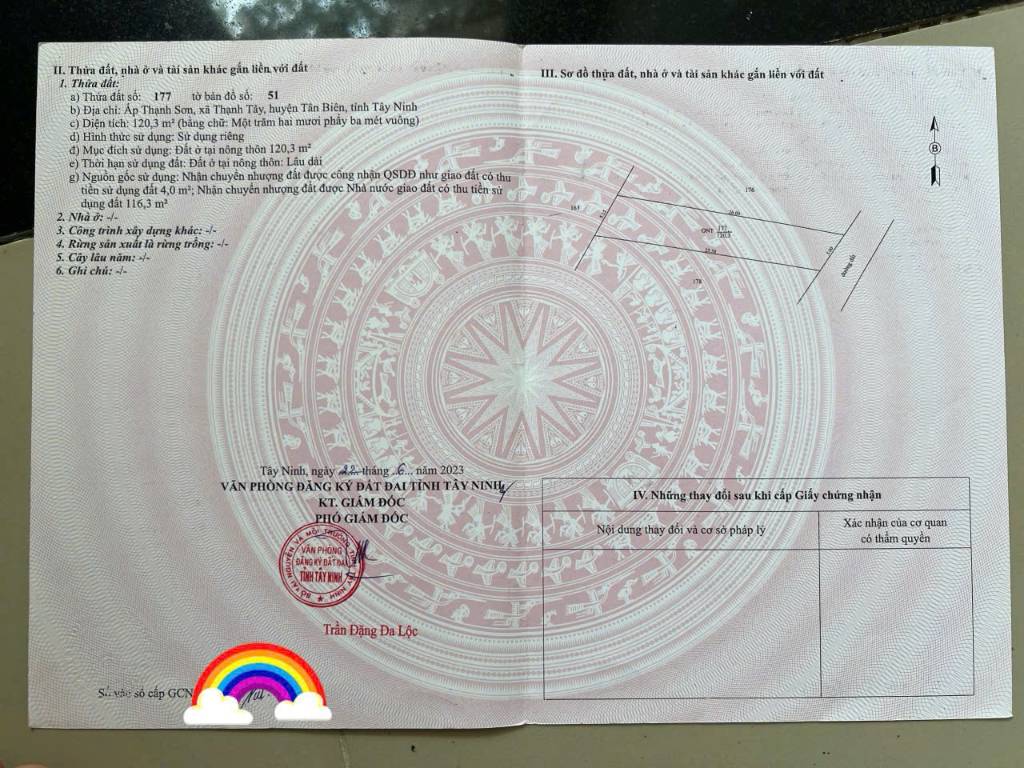 II. Thửa đất, nhà ở và tài sản khác gắn liền với đất
1. Thửa đất:
a) Thửa đất số: 177 tờ bản đồ số: 51
b) Địa chỉ: Ấp Thạnh Sơn, xã Thạnh Tây, huyện Tân Biên, tỉnh Tây Ninh
c) Diện tích: 120,3 m² (bằng chữ: Một trăm hai mươi phẩy ba mét vuông)
d) Hình thức sử dụng: Sử dụng riêng
đ) Mục đích sử dụng: Đất ở tại nông thôn 120,3 m²
e) Thời hạn sử dụng đất: Đất ở tại nông thôn: Lâu dài
g) Nguồn gốc sử dụng: Nhận chuyển nhượng đất được công nhận QSDĐ như giao đất có thu
tiền sử dụng đất 4,0 m²; Nhận chuyển nhượng đất được Nhà nước giao đất có thu tiền sử
dụng đất 116,3 m²
2. Nhà ở: -/-
3. Công trình xây dựng khác: -/-
4. Rừng sản xuất là rừng trồng: -/-
5. Cây lâu năm: -/-
6. Ghi chú: -/-
Tây Ninh, ngày 22 tháng 6 năm 2023
VĂN PHÒNG ĐĂNG KÝ ĐẤT ĐAI TỈNH TÂY NINH
KT. GIÁM ĐỐC
PHÓ GIÁM ĐỐC
VĂN PHÒNG
ĐĂNG KÝ ĐẤT ĐAI
TỈNH TÂY NINH
Trần Đặng Đa Lộc
Số vào sổ cấp GCN
III. Sơ đồ thửa đất, nhà ở và tài sản khác gắn liền với đất
B
176
ONT 177
120,3
178
đường đỏ
IV. Những thay đổi sau khi cấp Giấy chứng nhận
Nội dung thay đổi và cơ sở pháp lý
Xác nhận của cơ quan
có thẩm quyền